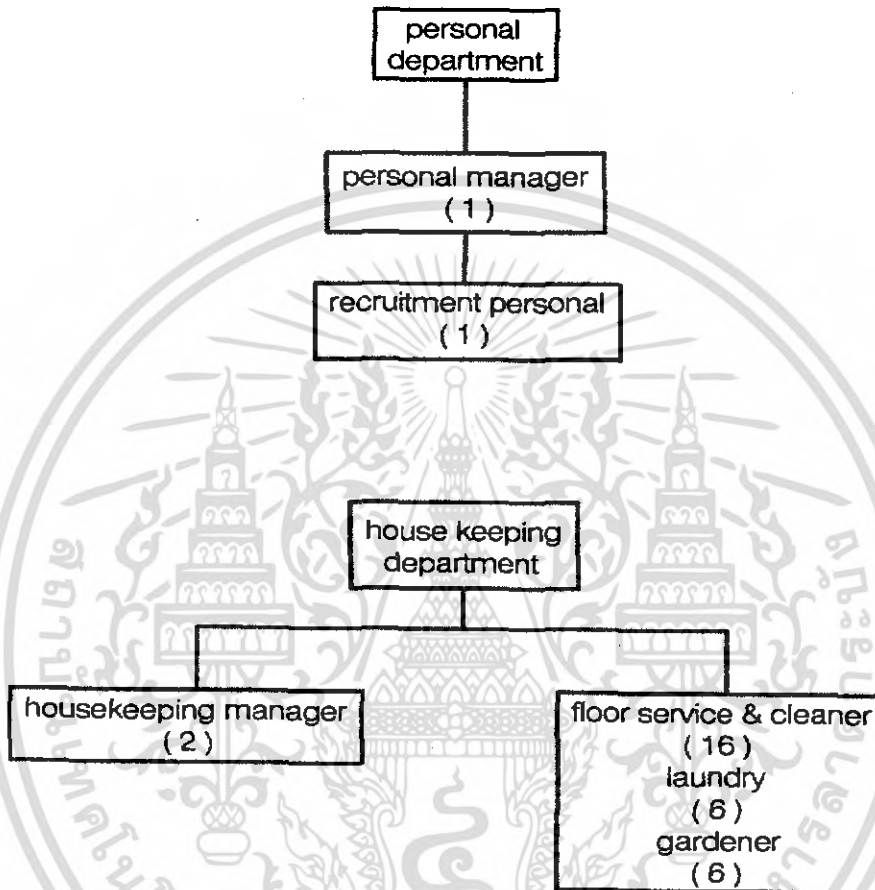 personal
department
personal manager
( 1 )
recruitment personal
( 1 )
house keeping
department
housekeeping manager
( 2 )
floor service & cleaner
( 16 )
laundry
( 6 )
gardener
( 6 )